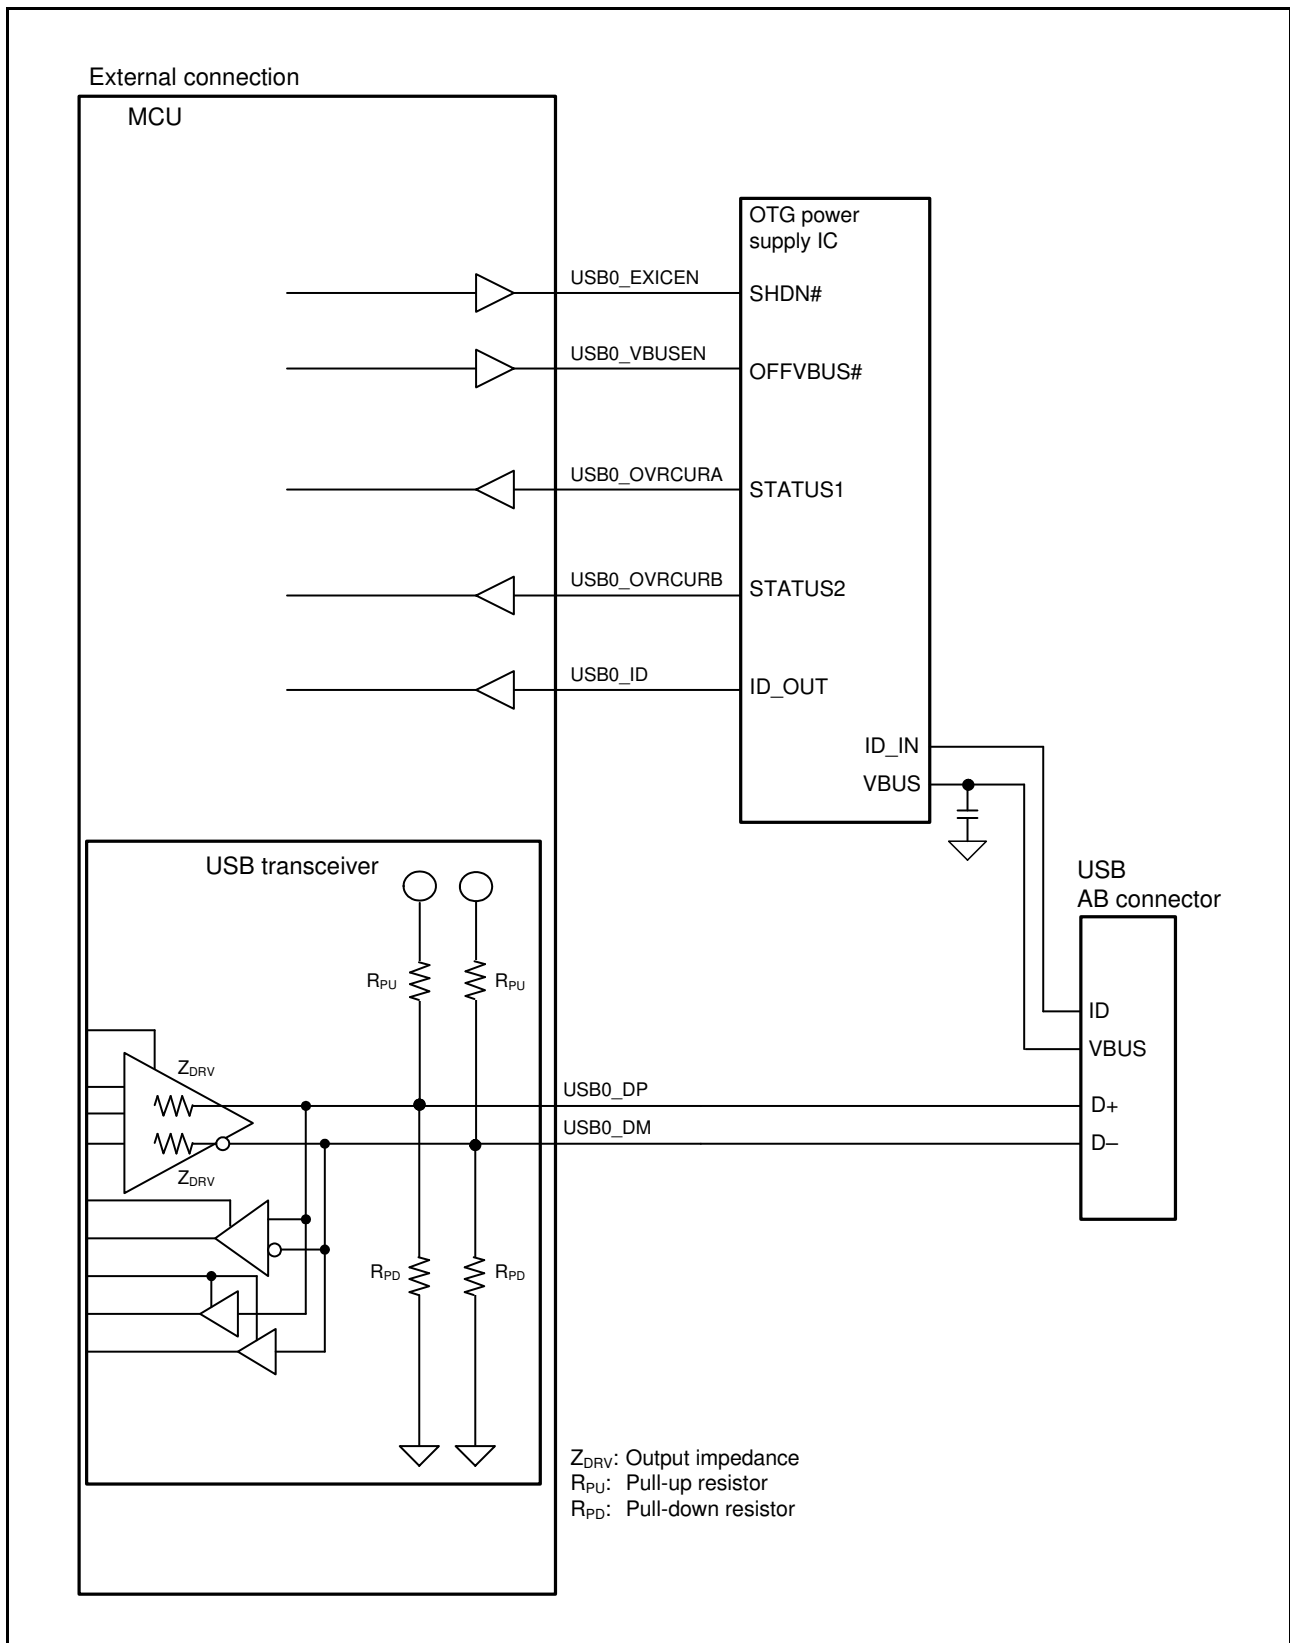 External connection
MCU
OTG power
supply IC
USB0_EXICEN
SHDN#
USB0_VBUSEN
OFFVBUS#
USB0_OVRCURA
STATUS1
USB0_OVRCURB
STATUS2
USB0_ID
ID_OUT
ID_IN
VBUS
USB transceiver
USB
AB connector
RPU
RPU
ID
VBUS
ZDRV
USB0_DP
D+
USB0_DM
D–
ZDRV
RPD
RPD
ZDRV: Output impedance
RPU: Pull-up resistor
RPD: Pull-down resistor